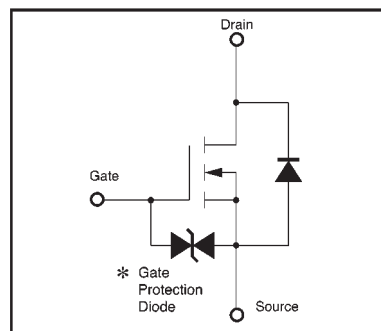 Drain
Gate
* Gate
Protection
Diode
Source